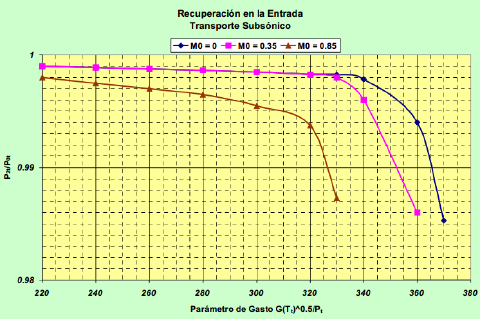 Recuperación en la Entrada
Transporte Subsónico
M0 = 0 M0 = 0.35 M0 = 0.85
1
0.99
0.98
P2t/P0t
220 240 260 280 300 320 340 360 380
Parámetro de Gasto G(Tt)^0.5/Pt